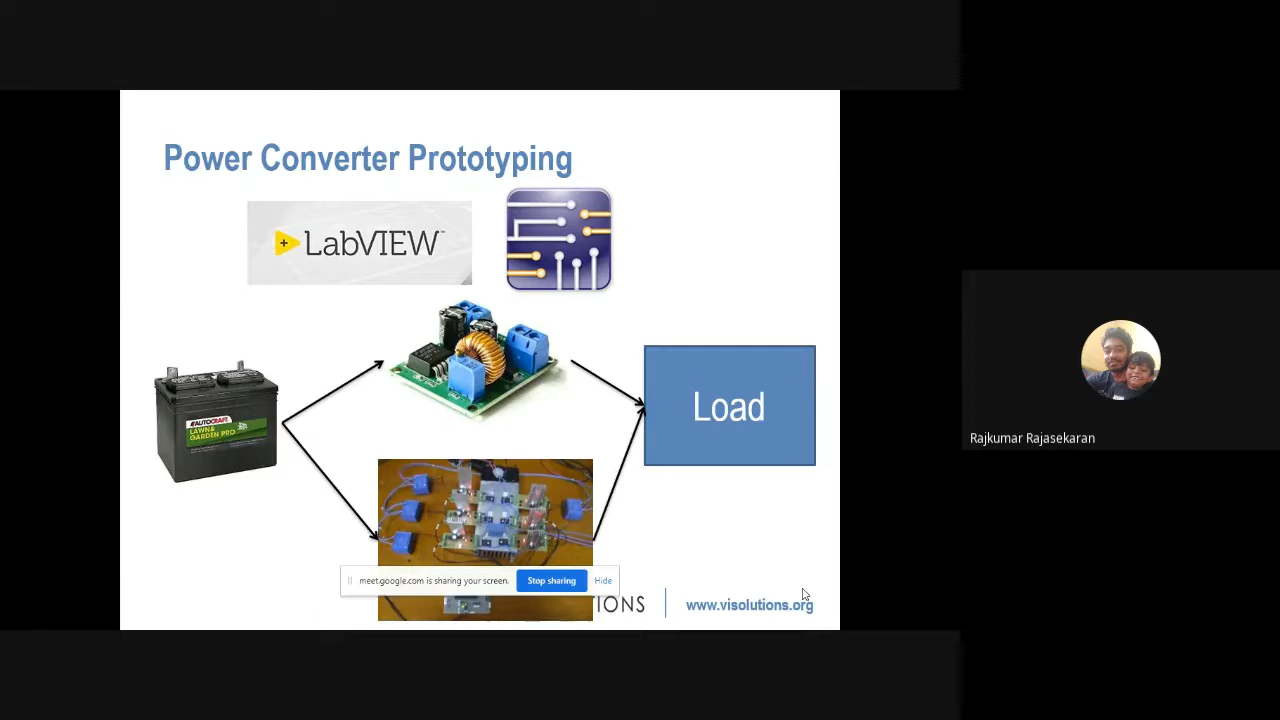 Power Converter Prototyping
LabVIEW™
AUTOCRAFT
LAWN &
GARDEN PRO
Load
meet.google.com is sharing your screen.
Stop sharing
Hide
IONS
www.visolutions.org
Rajkumar Rajasekaran